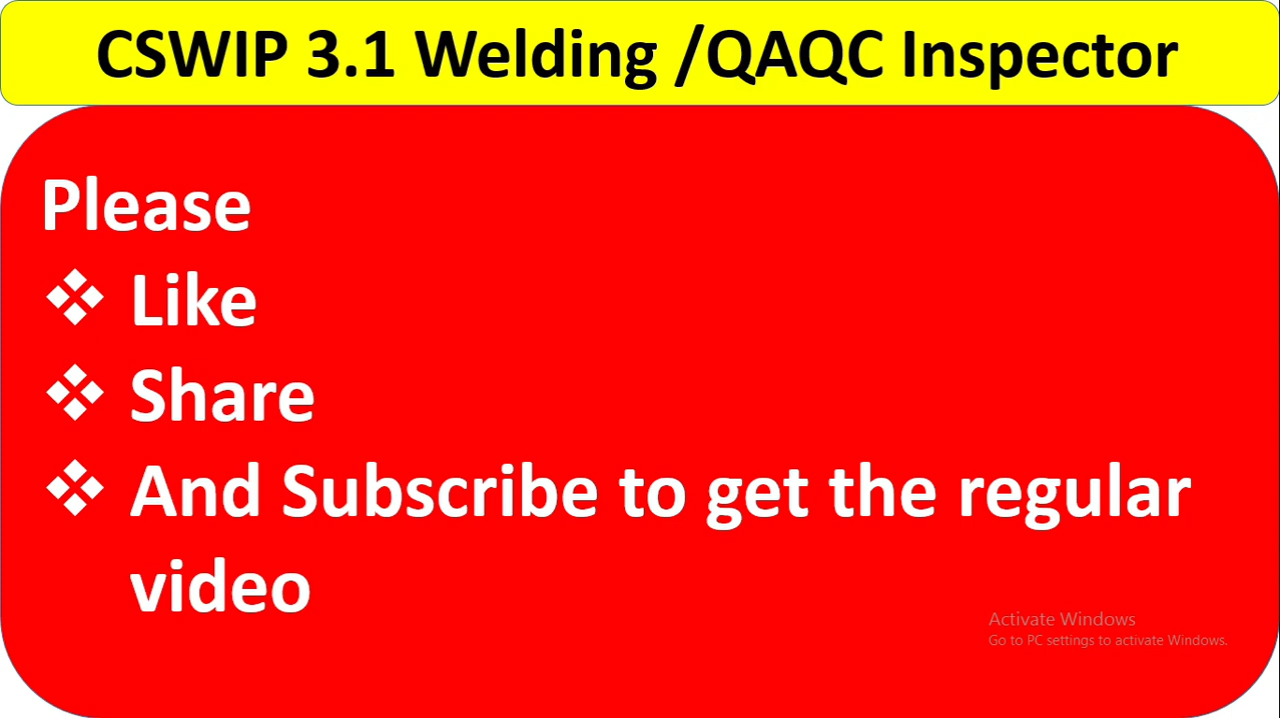 CSWIP 3.1 Welding /QAQC Inspector
Please
❖ Like
❖ Share
❖ And Subscribe to get the regular
video
Activate Windows
Go to PC settings to activate Windows.